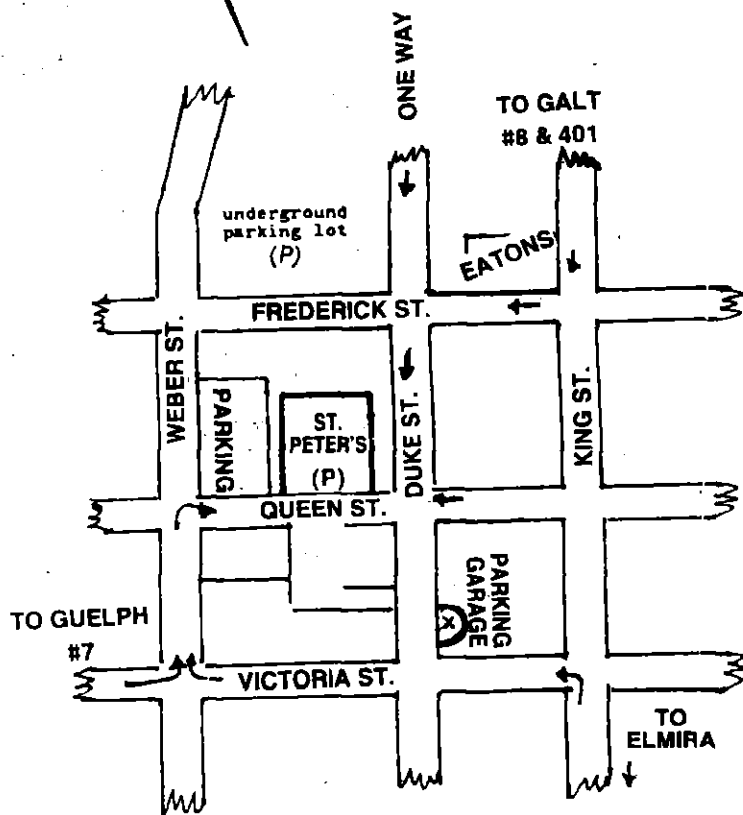 ONE WAY
TO GALT
#8 & 401
underground
parking lot
(P)
EATONS
FREDERICK ST.
WEBER ST.
PARKING
ST.
PETER'S
(P)
DUKE ST.
KING ST.
QUEEN ST.
PARKING
GARAGE
X
TO GUELPH
#7
VICTORIA ST.
TO
ELMIRA